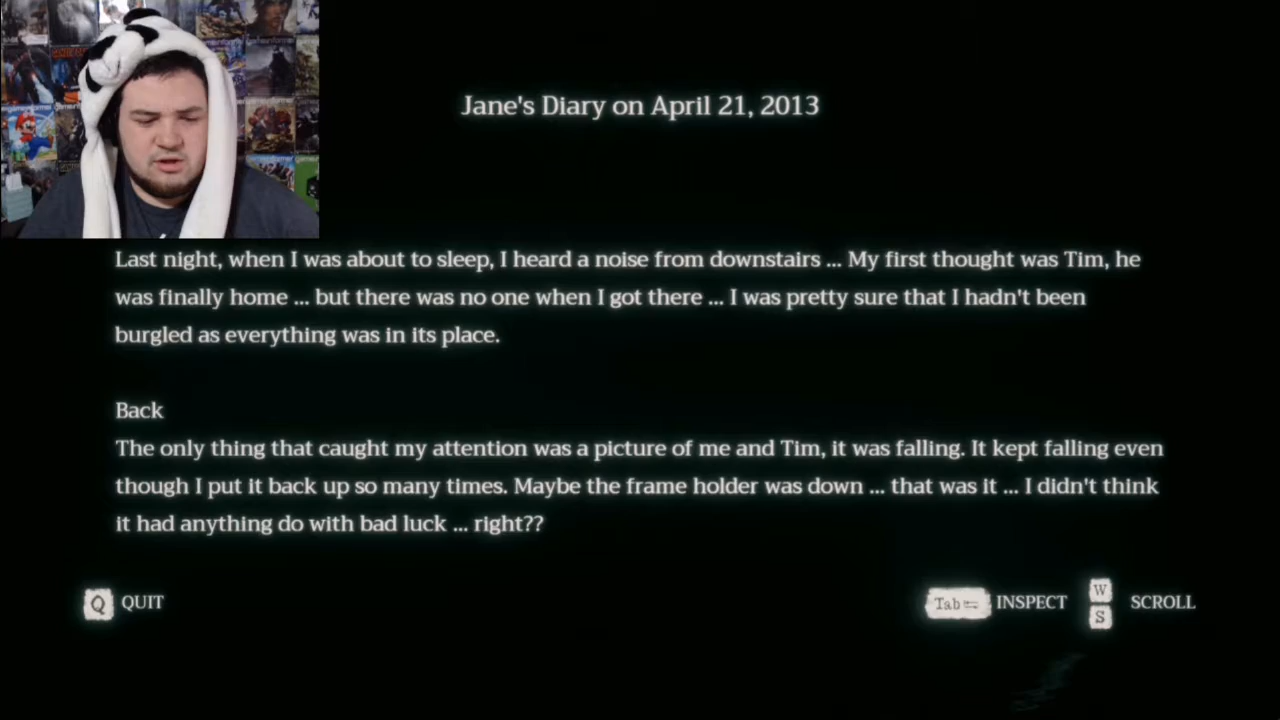 Jane's Diary on April 21, 2013
Last night, when I was about to sleep, I heard a noise from downstairs ... My first thought was Tim, he
was finally home ... but there was no one when I got there ... I was pretty sure that I hadn't been
burgled as everything was in its place.
Back
The only thing that caught my attention was a picture of me and Tim, it was falling. It kept falling even
though I put it back up so many times. Maybe the frame holder was down ... that was it ... I didn't think
it had anything do with bad luck ... right??
Q QUIT
Tab INSPECT
W
S
SCROLL